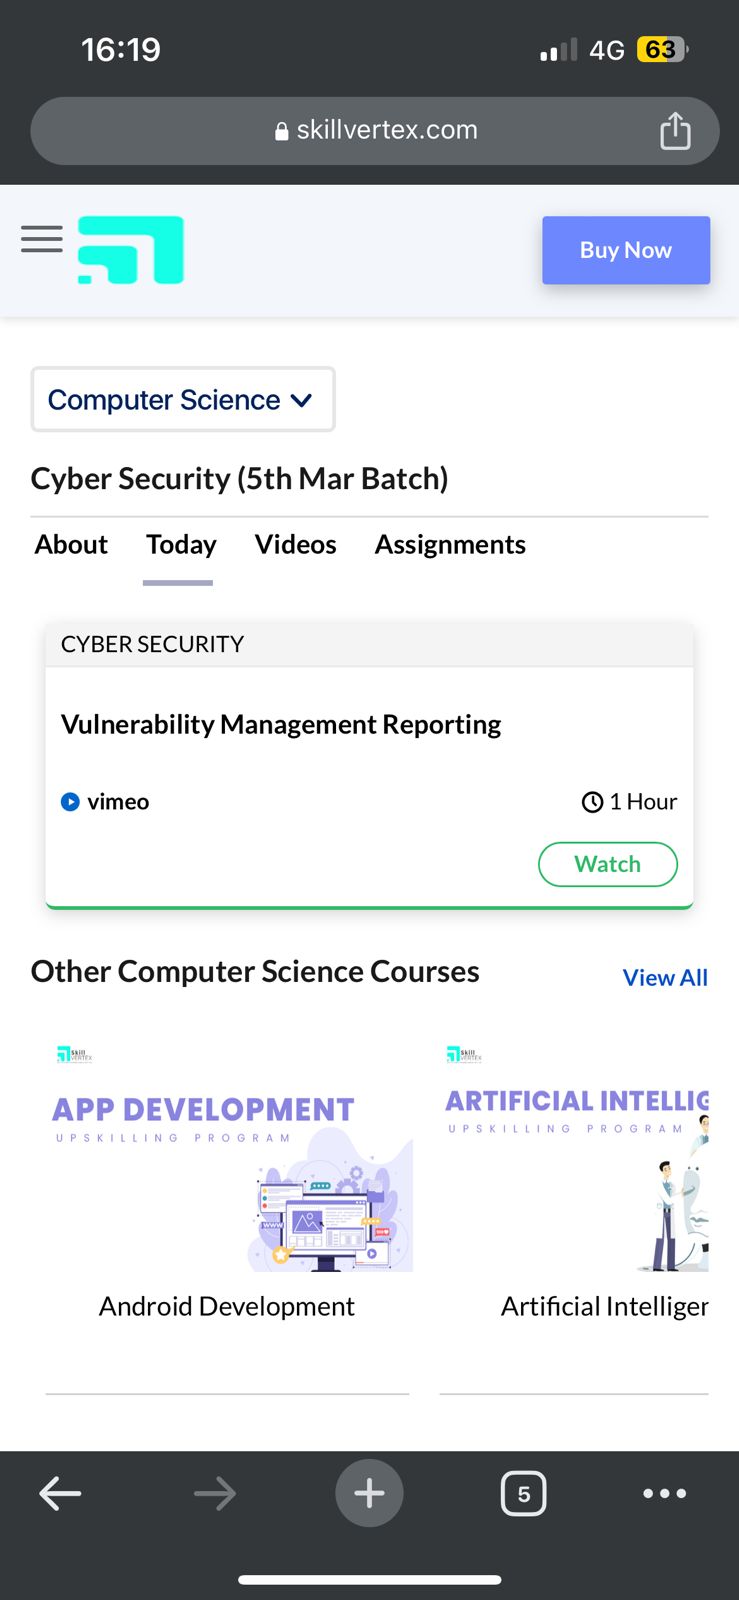 16:19
4G 63
skillvertex.com
Buy Now
Computer Science
Cyber Security (5th Mar Batch)
About Today Videos Assignments
CYBER SECURITY
Vulnerability Management Reporting
vimeo 1 Hour
Watch
Other Computer Science Courses View All
Skill
VERTEX
APP DEVELOPMENT
UPSKILLING PROGRAM
WWW
Android Development
Skill
VERTEX
ARTIFICIAL INTELLIG
UPSKILLING PROGRAM
Artificial Intelliger
5